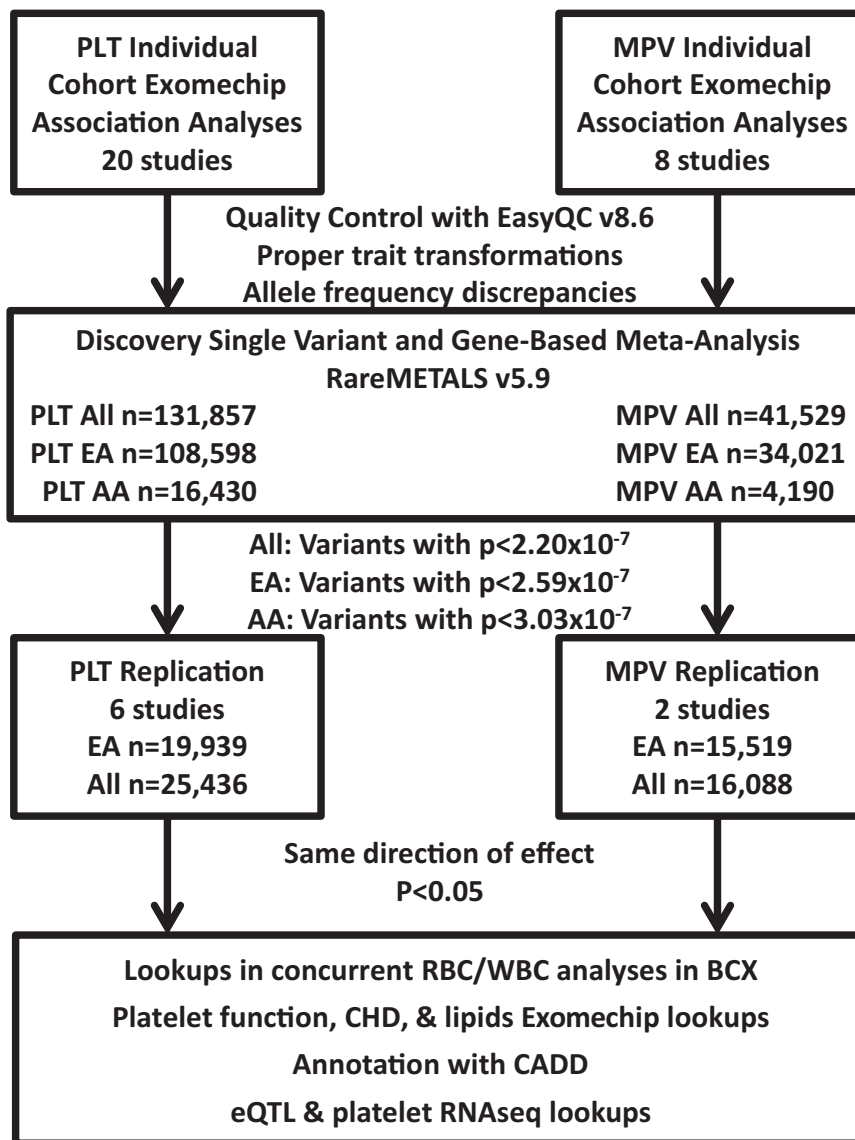 PLT Individual
Cohort Exomechip
Association Analyses
20 studies
MPV Individual
Cohort Exomechip
Association Analyses
8 studies
Quality Control with EasyQC v8.6
Proper trait transformations
Allele frequency discrepancies
Discovery Single Variant and Gene-Based Meta-Analysis
RareMETALS v5.9
PLT All n=131,857
PLT EA n=108,598
PLT AA n=16,430
MPV All n=41,529
MPV EA n=34,021
MPV AA n=4,190
All: Variants with p<2.20x10⁻⁷
EA: Variants with p<2.59x10⁻⁷
AA: Variants with p<3.03x10⁻⁷
PLT Replication
6 studies
EA n=19,939
All n=25,436
MPV Replication
2 studies
EA n=15,519
All n=16,088
Same direction of effect
P<0.05
Lookups in concurrent RBC/WBC analyses in BCX
Platelet function, CHD, & lipids Exomechip lookups
Annotation with CADD
eQTL & platelet RNAseq lookups